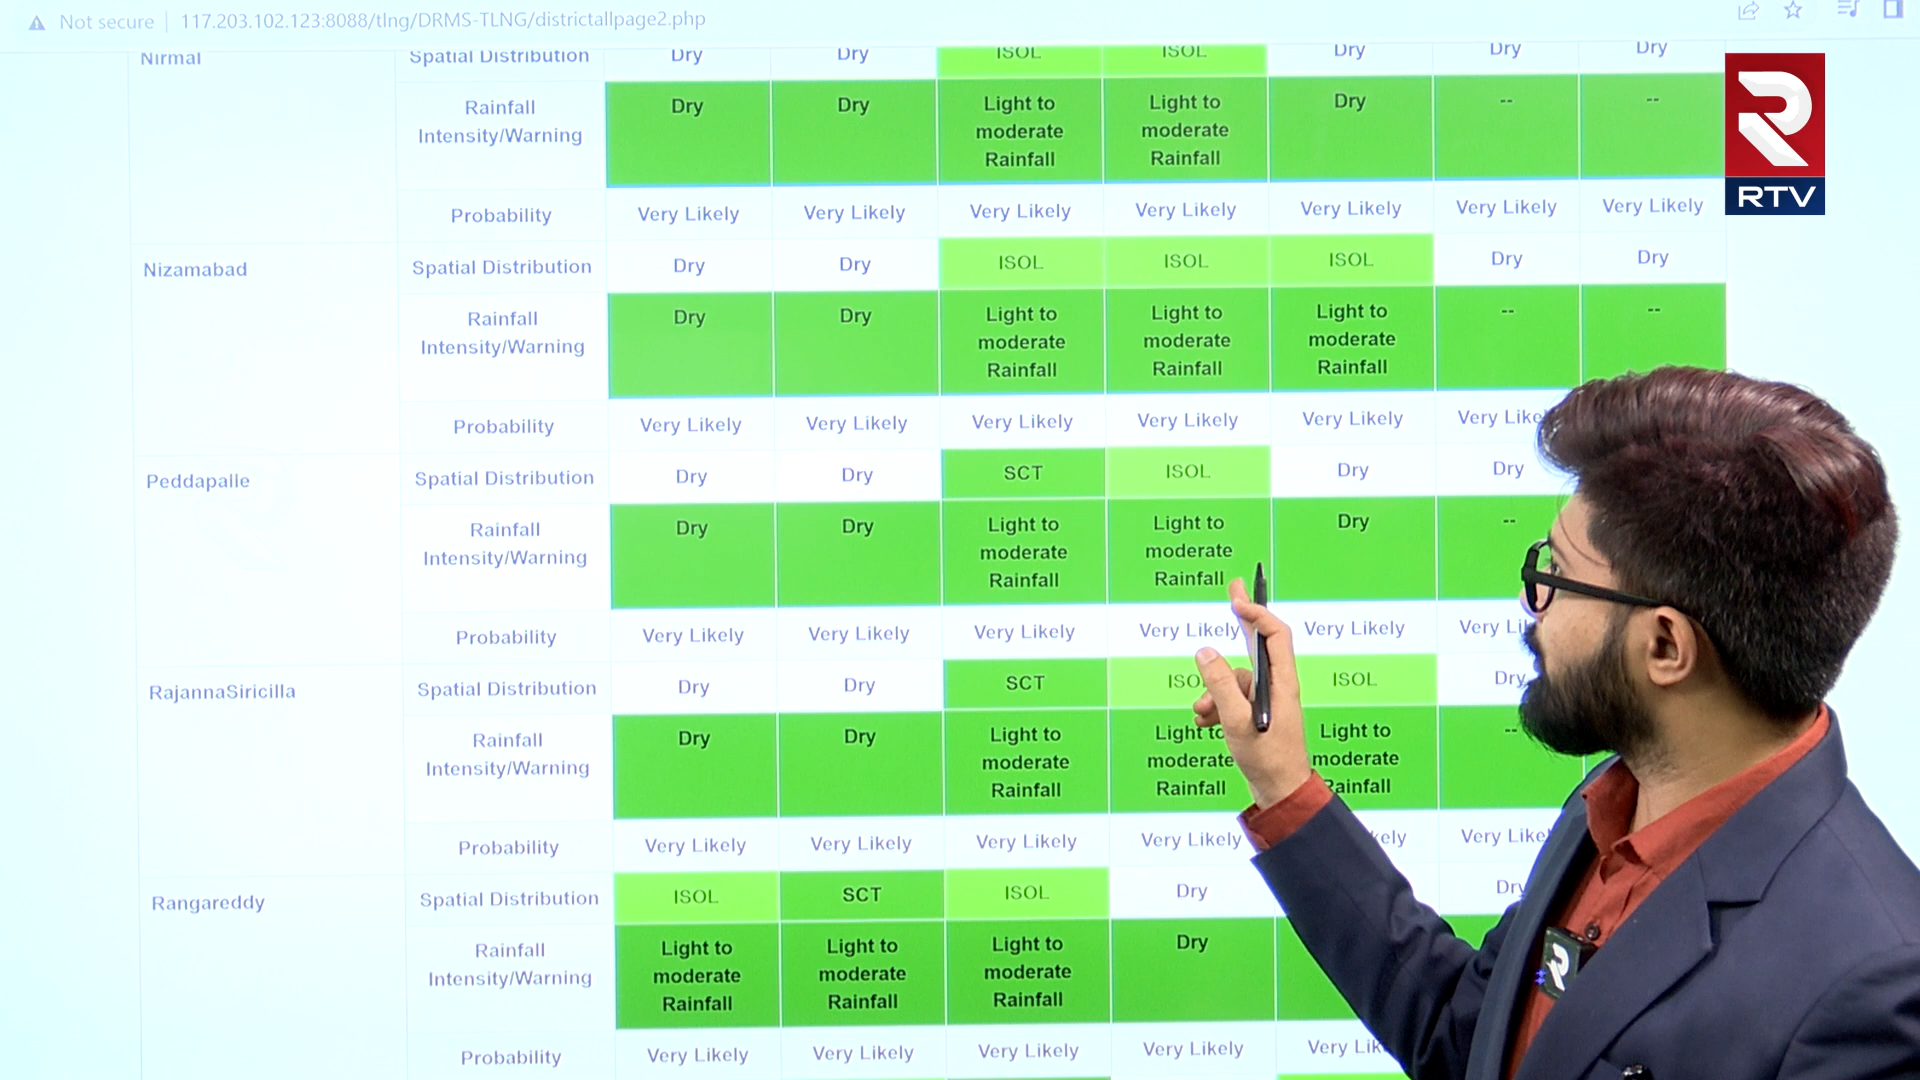 Not secure 117.203.102.123:8088/tlng/DRMS-TLNG/districtallpage2.php
Nirmal Spatial Distribution Dry Dry ISOL ISOL Dry Dry Dry
Rainfall Intensity/Warning Dry Dry Light to moderate Rainfall Light to moderate Rainfall Dry -- --
Probability Very Likely Very Likely Very Likely Very Likely Very Likely Very Likely Very Likely
RTV
Nizamabad Spatial Distribution Dry Dry ISOL ISOL ISOL Dry Dry
Rainfall Intensity/Warning Dry Dry Light to moderate Rainfall Light to moderate Rainfall Light to moderate Rainfall -- --
Probability Very Likely Very Likely Very Likely Very Likely Very Likely Very
Peddapalle Spatial Distribution Dry Dry SCT ISOL Dry Dry
Rainfall Intensity/Warning Dry Dry Light to moderate Rainfall Light to moderate Rainfall Dry --
Probability Very Likely Very Likely Very Likely Very Likely Very Likely Very
RajannaSiricilla Spatial Distribution Dry Dry SCT ISOL Dry
Rainfall Intensity/Warning Dry Dry Light to moderate Rainfall Light to moderate Rainfall Light to moderate Rainfall --
Probability Very Likely Very Likely Very Likely Very Likely Very
Rangareddy Spatial Distribution ISOL SCT ISOL Dry Dry
Rainfall Intensity/Warning Light to moderate Rainfall Light to moderate Rainfall Light to moderate Rainfall Dry
Probability Very Likely Very Likely Very Likely Very Likely Very